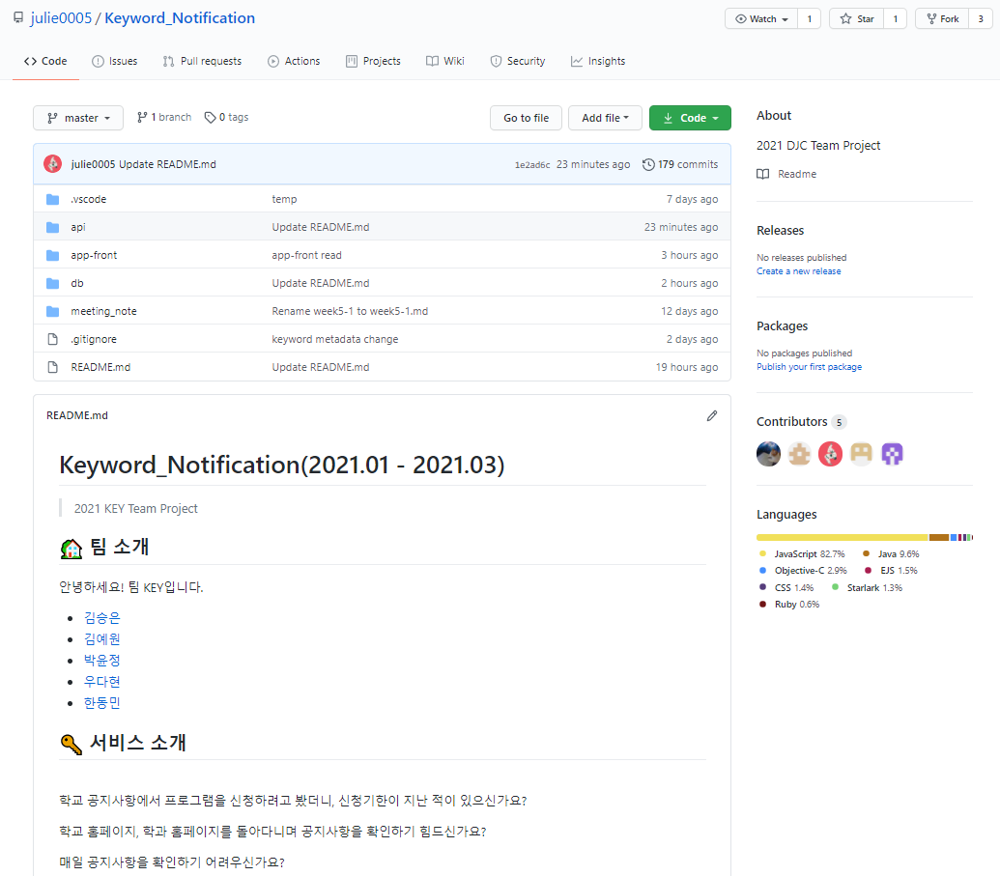 julie0005 / Keyword_Notification
Watch 1 Star 1 Fork 3
Code Issues Pull requests Actions Projects Wiki Security Insights
master 1 branch 0 tags Go to file Add file Code
julie0005 Update README.md 1e2ad6c 23 minutes ago 179 commits
.vscode temp 7 days ago
api Update README.md 23 minutes ago
app-front app-front read 3 hours ago
db Update README.md 2 hours ago
meeting_note Rename week5-1 to week5-1.md 12 days ago
.gitignore keyword metadata change 2 days ago
README.md Update README.md 19 hours ago
README.md
Keyword_Notification(2021.01 - 2021.03)
2021 KEY Team Project
팀 소개
안녕하세요! 팀 KEY입니다.
김승은
김예원
박윤정
우다현
한동민
서비스 소개
학교 공지사항에서 프로그램을 신청하려고 봤더니, 신청기한이 지난 적이 있으신가요?
학교 홈페이지, 학과 홈페이지를 돌아다니며 공지사항을 확인하기 힘드신가요?
매일 공지사항을 확인하기 어려우신가요?
About
2021 DJC Team Project
Readme
Releases
No releases published
Create a new release
Packages
No packages published
Publish your first package
Contributors 5
Languages
JavaScript 82.7% Java 9.6%
Objective-C 2.9% EJS 1.5%
CSS 1.4% Starlark 1.3%
Ruby 0.6%